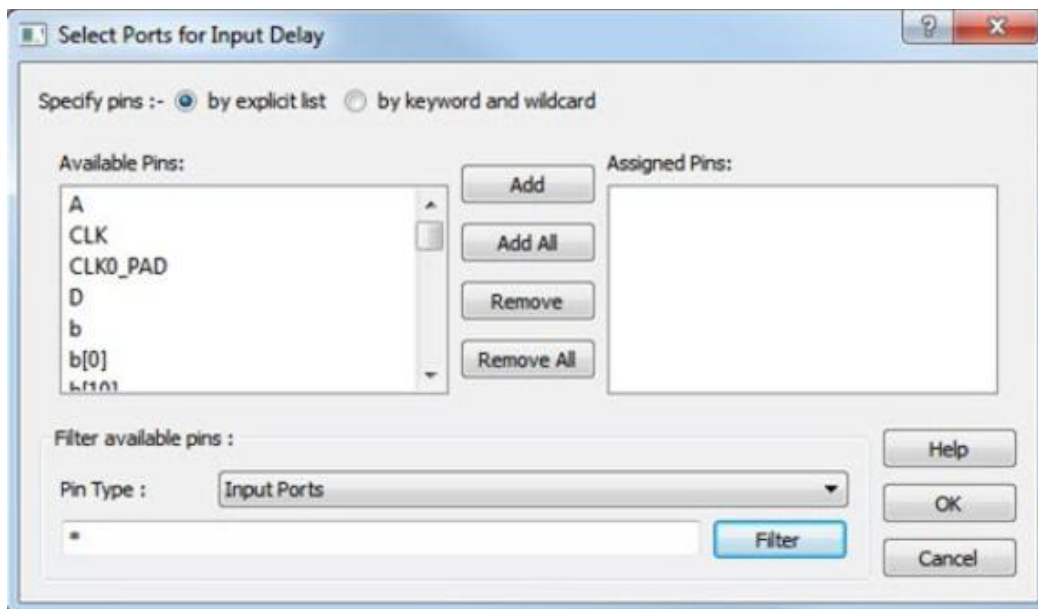 Select Ports for Input Delay
Specify pins :- by explicit list by keyword and wildcard
Available Pins:
A
CLK
CLK0_PAD
D
b
b[0]
b[10]
Add
Add All
Remove
Remove All
Assigned Pins:
Filter available pins :
Pin Type : Input Ports
*
Filter
Help
OK
Cancel